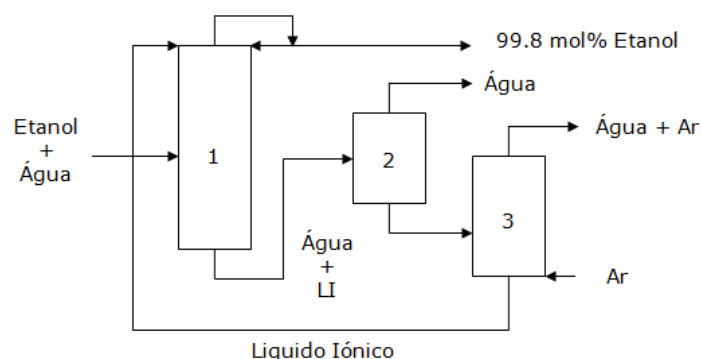 99.8 mol% Etanol
Água
Etanol
+
Água
1
2
Água + Ar
3
Água
+
LI
Ar
Liquido Iónico